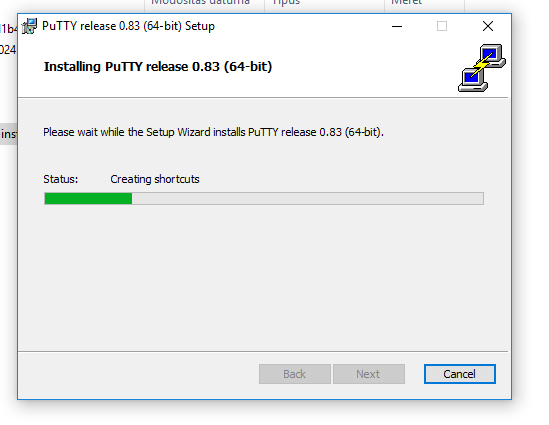 Módosítás dátuma Típus Méret
PuTTY release 0.83 (64-bit) Setup
Installing PuTTY release 0.83 (64-bit)
Please wait while the Setup Wizard installs PuTTY release 0.83 (64-bit).
Status: Creating shortcuts
Back Next Cancel